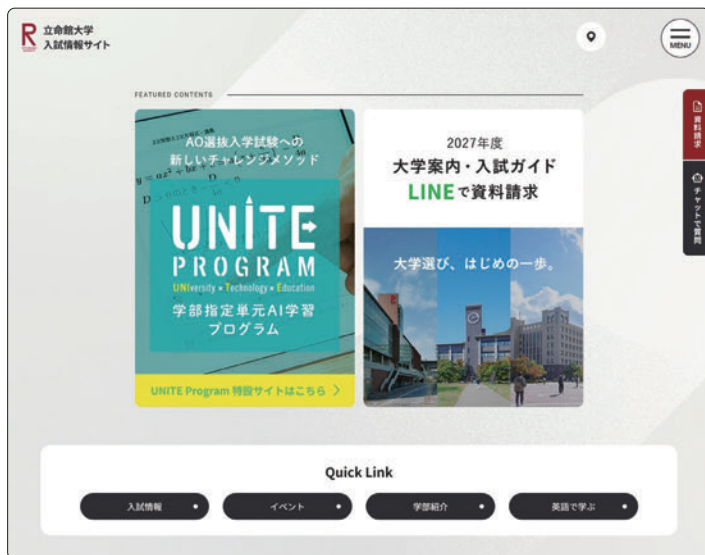 立命館大学
入試情報サイト
MENU
FEATURED CONTENTS
AO選抜入学試験への
新しいチャレンジメソッド
UNITE
PROGRAM
UNIversity × Technology × Education
学部指定単元AI学習
プログラム
UNITE Program 特設サイトはこちら
2027年度
大学案内・入試ガイド
LINEで資料請求
大学選び、はじめの一歩。
資料請求
チャットで質問
Quick Link
入試情報
イベント
学部紹介
英語で学ぶ